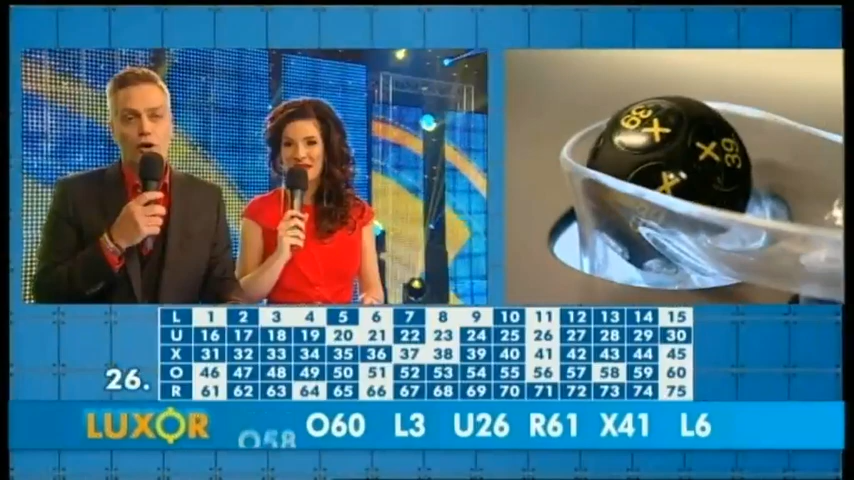 39
X
X 39
X
L 1 2 3 4 5 6 7 8 9 10 11 12 13 14 15
U 16 17 18 19 20 21 22 23 24 25 26 27 28 29 30
X 31 32 33 34 35 36 37 38 39 40 41 42 43 44 45
O 46 47 48 49 50 51 52 53 54 55 56 57 58 59 60
R 61 62 63 64 65 66 67 68 69 70 71 72 73 74 75
26.
LUXOR O58 O60 L3 U26 R61 X41 L6